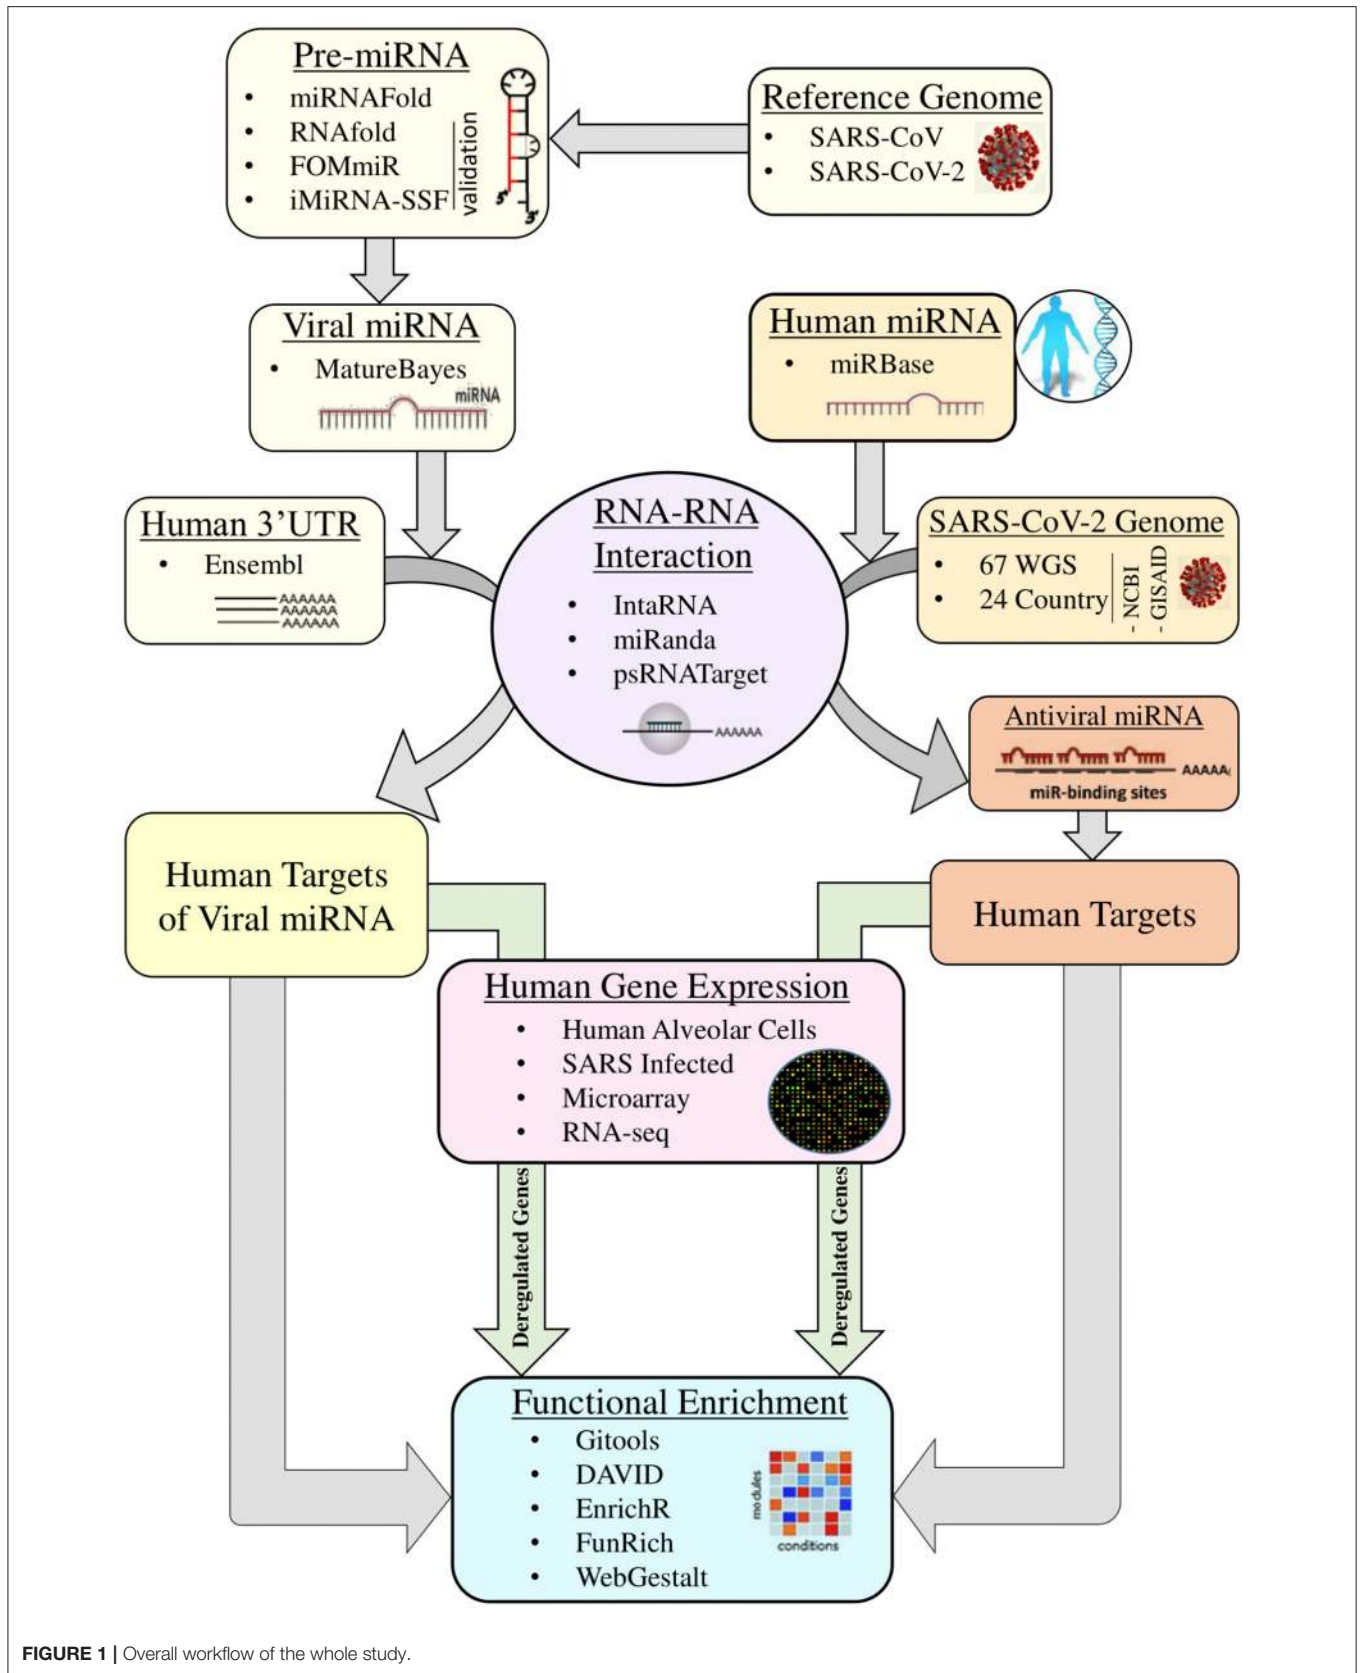 Pre-miRNA
• miRNAFold
• RNAfold
• FOMmiR
• iMiRNA-SSF
validation
5'
3'
Reference Genome
• SARS-CoV
• SARS-CoV-2
Viral miRNA
• MatureBayes
miRNA
Human miRNA
• miRBase
Human 3’UTR
• Ensembl
AAAAAA
AAAAAA
AAAAAA
RNA-RNA
Interaction
• IntaRNA
• miRanda
• psRNATarget
AAAAAA
SARS-CoV-2 Genome
• 67 WGS
• 24 Country
- NCBI
- GISAID
Antiviral miRNA
AAAAA
miR-binding sites
Human Targets
of Viral miRNA
Human Targets
Human Gene Expression
• Human Alveolar Cells
• SARS Infected
• Microarray
• RNA-seq
Deregulated Genes
Deregulated Genes
Functional Enrichment
• Gitools
• DAVID
• EnrichR
• FunRich
• WebGestalt
modules
conditions
FIGURE 1 | Overall workflow of the whole study.